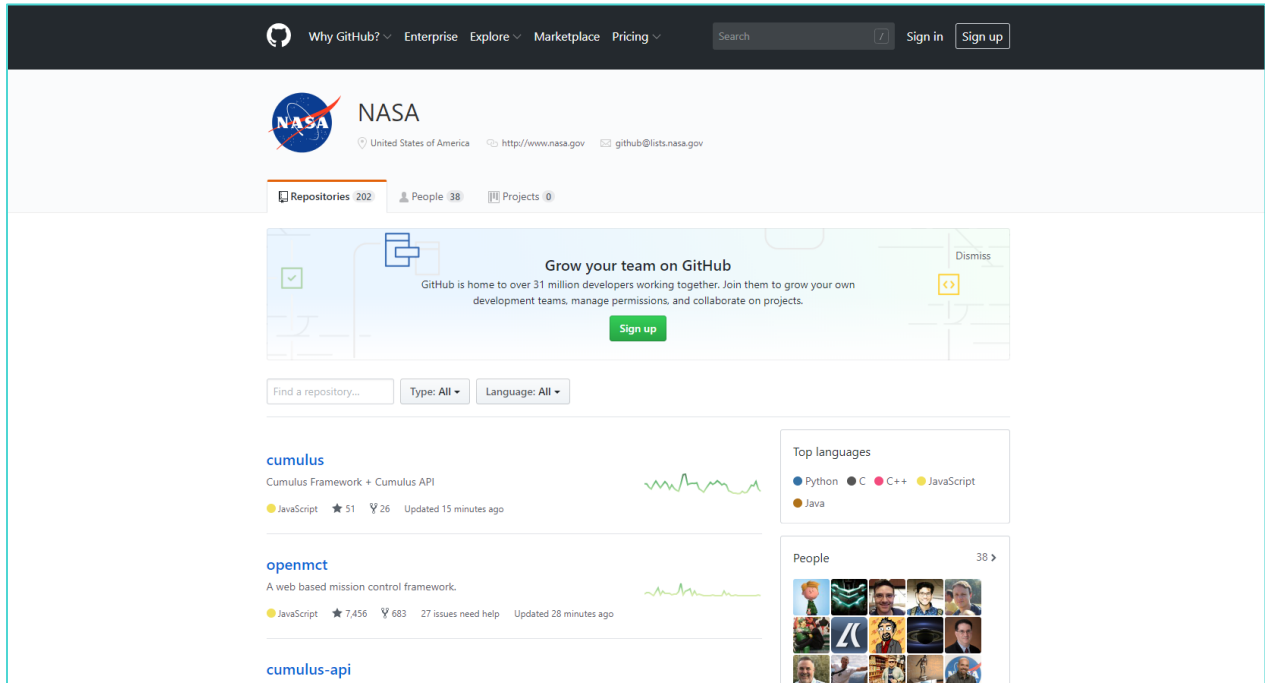 Why GitHub? Enterprise Explore Marketplace Pricing Search / Sign in Sign up
NASA
NASA
United States of America http://www.nasa.gov github@lists.nasa.gov
Repositories 202 People 38 Projects 0
Dismiss
Grow your team on GitHub
GitHub is home to over 31 million developers working together. Join them to grow your own
development teams, manage permissions, and collaborate on projects.
Sign up
Find a repository... Type: All Language: All
cumulus
Cumulus Framework + Cumulus API
JavaScript 51 26 Updated 15 minutes ago
openmct
A web based mission control framework.
JavaScript 7,456 683 27 issues need help Updated 28 minutes ago
cumulus-api
Top languages
Python C C++ JavaScript
Java
People 38